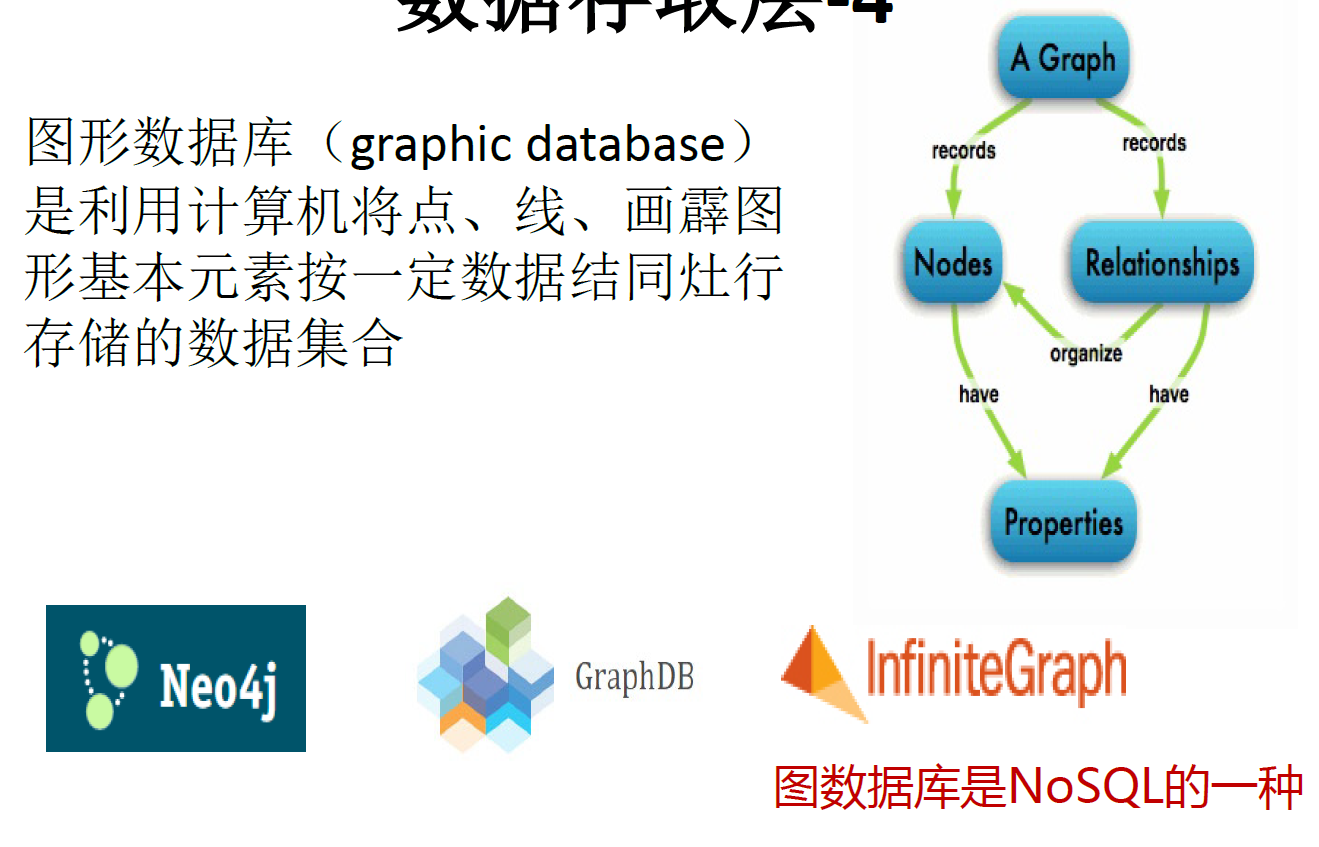 数据存取层-4
图形数据库（graphic database）
是利用计算机将点、线、画霹图
形基本元素按一定数据结同灶行
存储的数据集合
A Graph
records
records
Nodes
Relationships
organize
have
have
Properties
Neo4j
GraphDB
InfiniteGraph
图数据库是NoSQL的一种